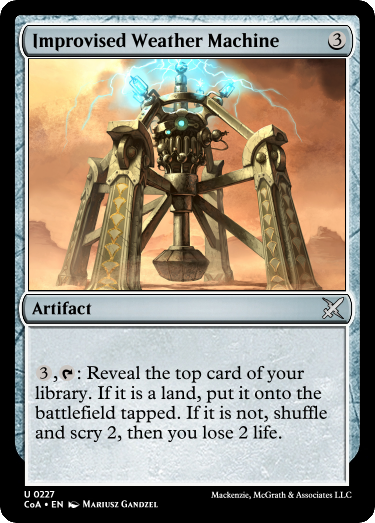 Improvised Weather Machine 3
Artifact
3, : Reveal the top card of your
library. If it is a land, put it onto the
battlefield tapped. If it is not, shuffle
and scry 2, then you lose 2 life.
U 0227
CoA • EN Mariusz Gandzel
Mackenzie, McGrath & Associates LLC